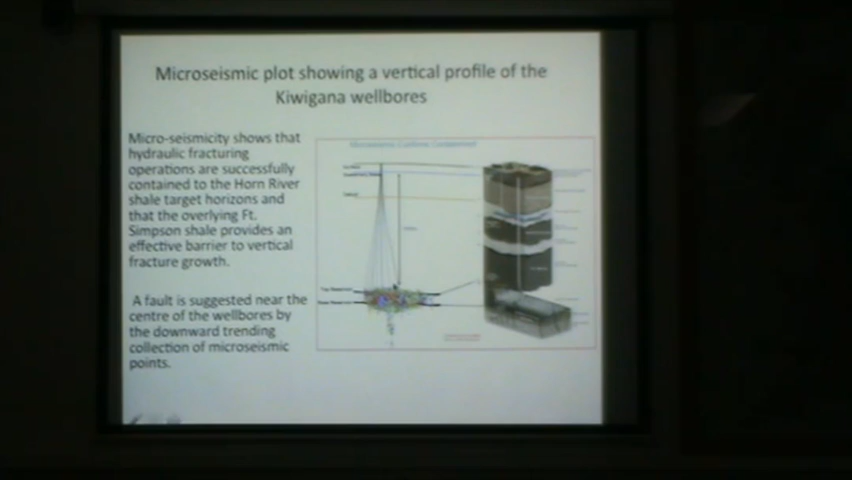 Microseismic plot showing a vertical profile of the
Kiwigana wellbores
Micro-seismicity shows that
hydraulic fracturing
operations are successfully
contained to the Horn River
shale target horizons and
that the overlying Ft.
Simpson shale provides an
effective barrier to vertical
fracture growth.
A fault is suggested near the
centre of the wellbores by
the downward trending
collection of microseismic
points.